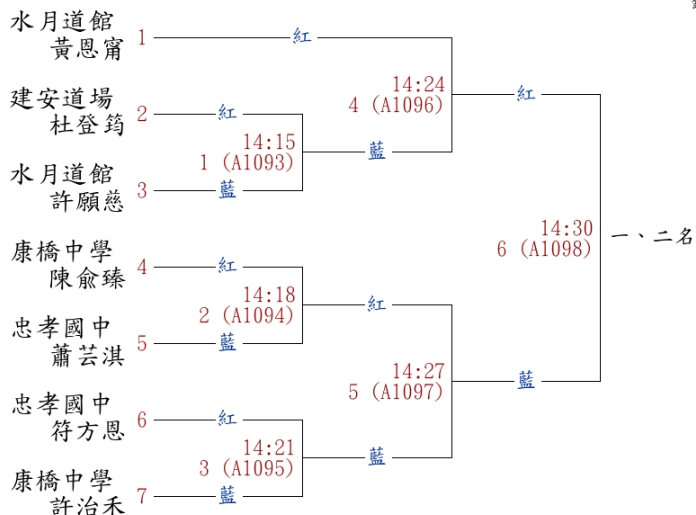 水月道館
黃恩甯 1 紅
14:24
4 (A1096) 紅
建安道場
杜登筠 2 紅
14:15
1 (A1093) 藍
水月道館
許願慈 3 藍
14:30
6 (A1098) 一、二名
康橋中學
陳俞臻 4 紅
14:18
2 (A1094) 紅
忠孝國中
蕭芸淇 5 藍
14:27
5 (A1097) 藍
忠孝國中
符方恩 6 紅
14:21
3 (A1095) 藍
康橋中學
許治禾 7 藍